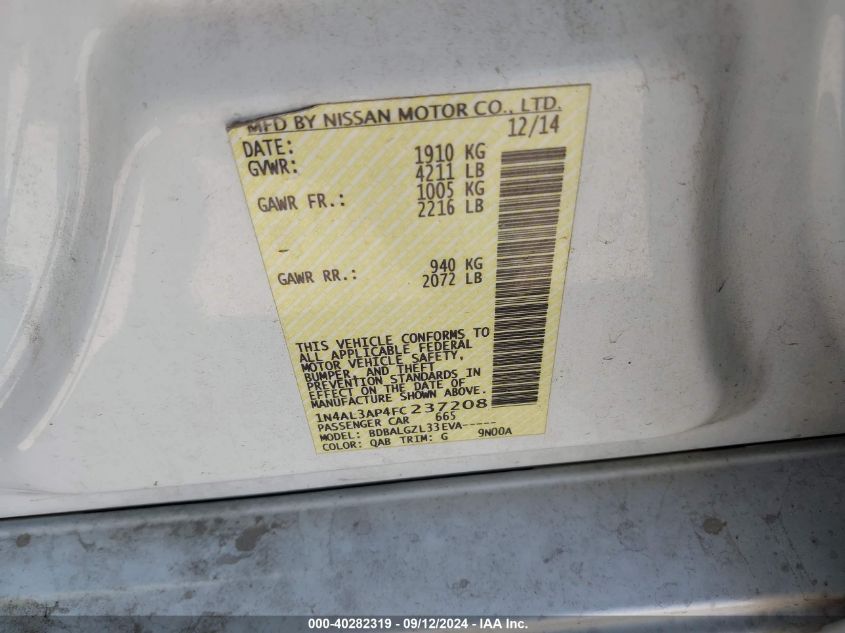 MFD BY NISSAN MOTOR CO., LTD.
DATE: 12/14
GVWR: 1910 KG
4211 LB
GAWR FR.: 1005 KG
2216 LB
GAWR RR.: 940 KG
2072 LB
THIS VEHICLE CONFORMS TO
ALL APPLICABLE FEDERAL
MOTOR VEHICLE SAFETY,
BUMPER, AND THEFT
PREVENTION STANDARDS IN
EFFECT ON THE DATE OF
MANUFACTURE SHOWN ABOVE.
1N4AL3AP4FC237208
PASSENGER CAR 665
MODEL: BDBALGZL33EVA-----
COLOR: QAB TRIM: G 9N00A
000-40282319 - 09/12/2024 - IAAI.com.